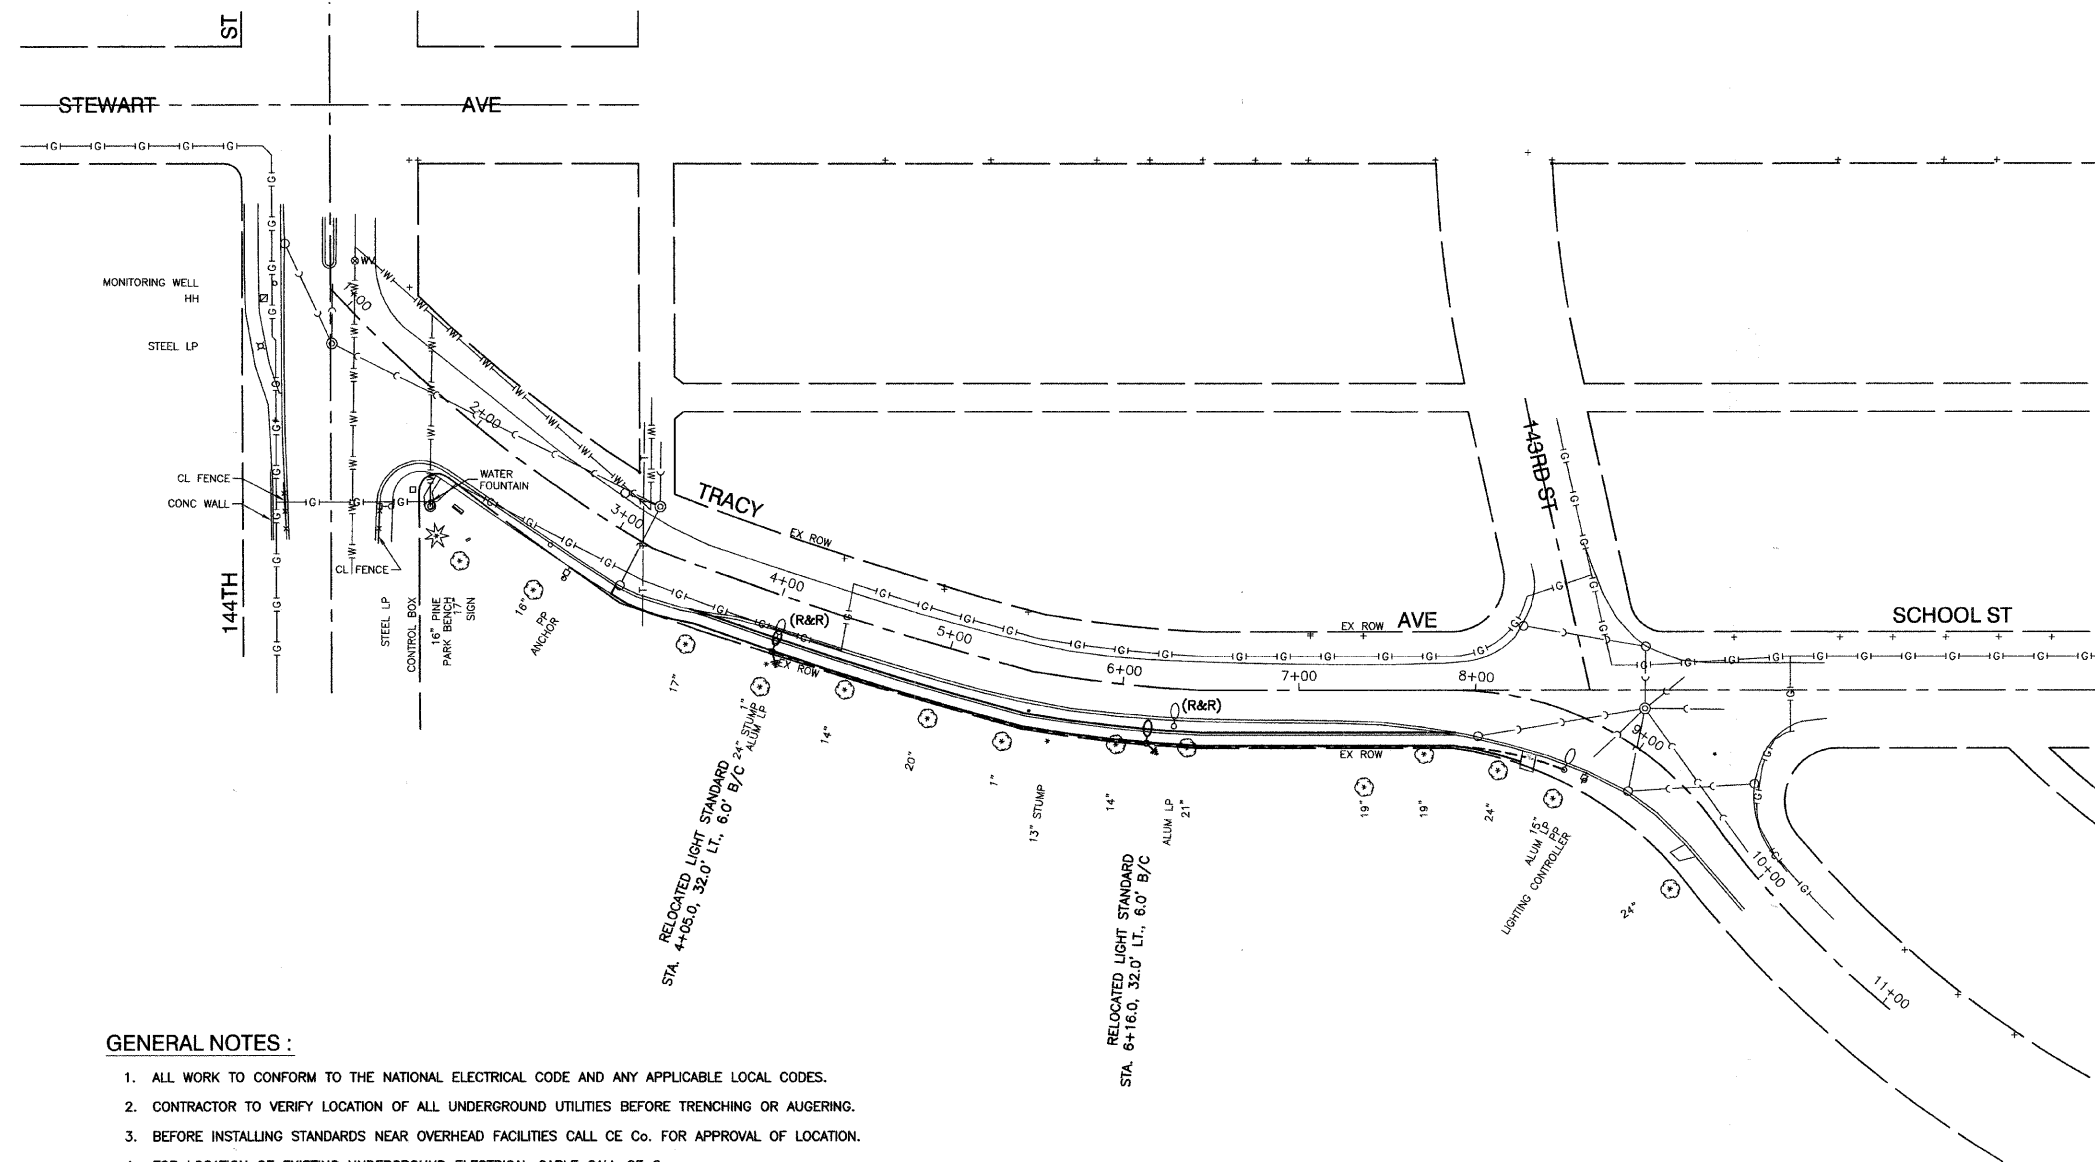 ST
STEWART AVE
G G G G G
MONITORING WELL
HH
STEEL LP
WV
1+00
2+00
CL FENCE
CONC WALL
WATER
FOUNTAIN
CL FENCE
144TH
STEEL LP
CONTROL BOX
16" PINE
PARK BENCH
17"
SIGN
16"
PP
ANCHOR
3+00
TRACY
EX ROW
143RD ST
4+00
(R&R)
5+00
EX ROW
AVE
SCHOOL ST
EX ROW
6+00
7+00
8+00
(R&R)
EX ROW
9+00
10+00
11+00
17"
1"
24" STUMP
ALUM LP
14"
20"
1"
13" STUMP
14"
ALUM LP
21"
19"
19"
24"
15"
ALUM LP
PP
LIGHTING CONTROLLER
24"
RELOCATED LIGHT STANDARD
STA. 4+05.0, 32.0' LT., 6.0' B/C
RELOCATED LIGHT STANDARD
STA. 6+16.0, 32.0' LT., 6.0' B/C
GENERAL NOTES :
1. ALL WORK TO CONFORM TO THE NATIONAL ELECTRICAL CODE AND ANY APPLICABLE LOCAL CODES.
2. CONTRACTOR TO VERIFY LOCATION OF ALL UNDERGROUND UTILITIES BEFORE TRENCHING OR AUGERING.
3. BEFORE INSTALLING STANDARDS NEAR OVERHEAD FACILITIES CALL CE Co. FOR APPROVAL OF LOCATION.